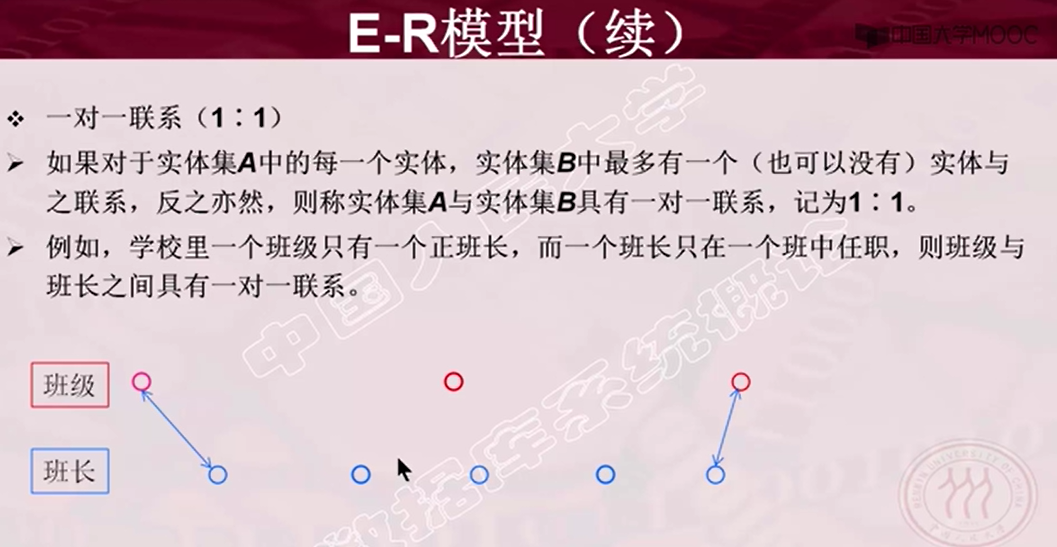 E-R模型（续）
中国大学MOOC
❖ 一对一联系（1∶1）
➢ 如果对于实体集A中的每一个实体，实体集B中最多有一个（也可以没有）实体与
之联系，反之亦然，则称实体集A与实体集B具有一对一联系，记为1∶1。
➢ 例如，学校里一个班级只有一个正班长，而一个班长只在一个班中任职，则班级与
班长之间具有一对一联系。
中国人民大学
数据库系统概论
班级
班长